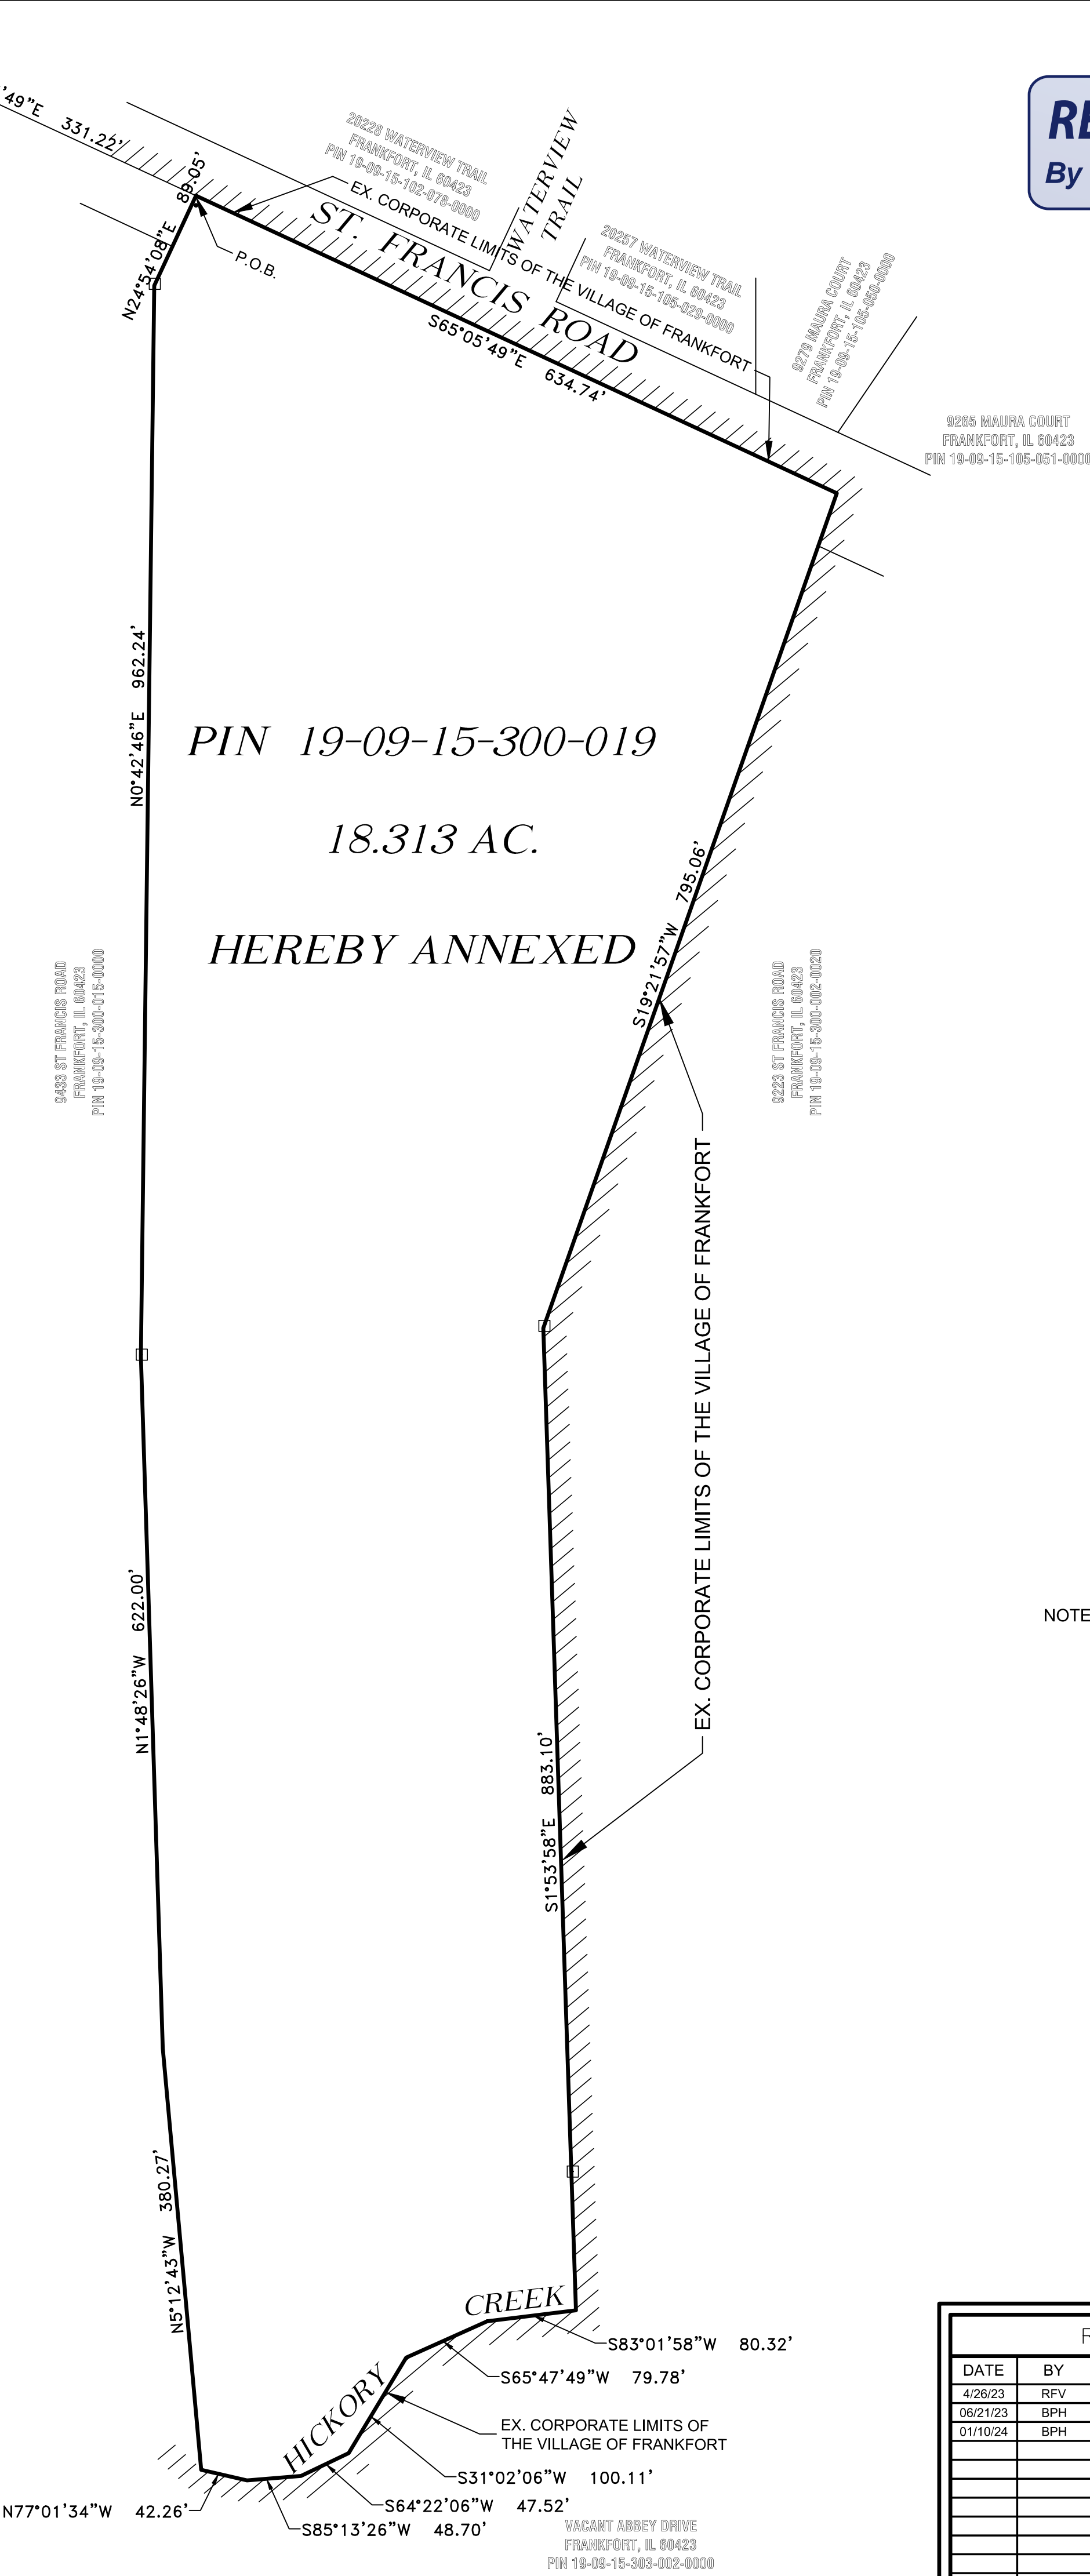 '49"E 331.22'
RE
By
20228 WATERVIEW TRAIL
FRANKFORT, IL 60423
PIN 19-09-15-102-078-0000
WATERVIEW
TRAIL
89.05'
N24°54'08"E
P.O.B.
EX. CORPORATE LIMITS OF THE VILLAGE OF FRANKFORT
ST. FRANCIS ROAD
S65°05'49"E 634.74'
20257 WATERVIEW TRAIL
FRANKFORT, IL 60423
PIN 19-09-15-105-029-0000
9279 MAURA COURT
FRANKFORT, IL 60423
PIN 19-09-15-105-050-0000
9265 MAURA COURT
FRANKFORT, IL 60423
PIN 19-09-15-105-051-0000
N0°42'46"E 962.24'
PIN 19-09-15-300-019
18.313 AC.
HEREBY ANNEXED
S19°21'57"W 795.06'
9433 ST FRANCIS ROAD
FRANKFORT, IL 60423
PIN 19-09-15-300-015-0000
9223 ST FRANCIS ROAD
FRANKFORT, IL 60423
PIN 19-09-15-300-002-0020
EX. CORPORATE LIMITS OF THE VILLAGE OF FRANKFORT
NOTE
N1°48'26"W 622.00'
S1°53'58"E 883.10'
N5°12'43"W 380.27'
HICKORY CREEK
S83°01'58"W 80.32'
S65°47'49"W 79.78'
EX. CORPORATE LIMITS OF
THE VILLAGE OF FRANKFORT
S31°02'06"W 100.11'
S64°22'06"W 47.52'
S85°13'26"W 48.70'
N77°01'34"W 42.26'
VACANT ABBEY DRIVE
FRANKFORT, IL 60423
PIN 19-09-15-303-002-0000
R
DATE BY
4/26/23 RFV
06/21/23 BPH
01/10/24 BPH